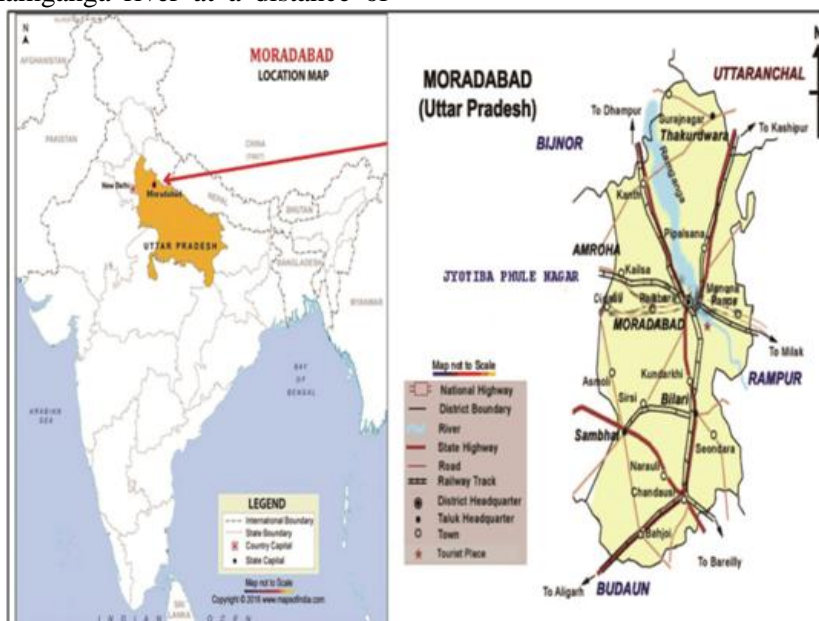 amganga river at a distance of
N
MORADABAD
LOCATION MAP
AFGHANISTAN
PAKISTAN
CHINA
New Delhi
Moradabad
NEPAL
BHUTAN
UTTAR PRADESH
BANGLADESH
MYANMAR
ARABIAN
SEA
BAY
OF
BENGAL
LEGEND
International Boundary
State Boundary
Country Capital
State Capital
Map not to Scale
Copyright © 2016 www.mapsofindia.com
SRI
LANKA
INDIAN OCEAN
MORADABAD
(Uttar Pradesh)
N
UTTARANCHAL
To Dhampur
Surajnagar
Thakurdwara
To Kashipur
BIJNOR
Ramganga
Kanth
Pipalsana
AMROHA
JYOTIBA PHULE NAGAR
Kailsa
MORADABAD
To Milak
RAMPUR
Kundarkhi
Asmoli
Sirsi
Bilari
Sambhal
Seondara
Narauli
Chandausi
Bahjoi
To Bareilly
To Aligarh
BUDAUN
Map not to Scale
National Highway
District Boundary
River
State Highway
Road
Railway Track
District Headquarter
Taluk Headquarter
Town
Tourist Place